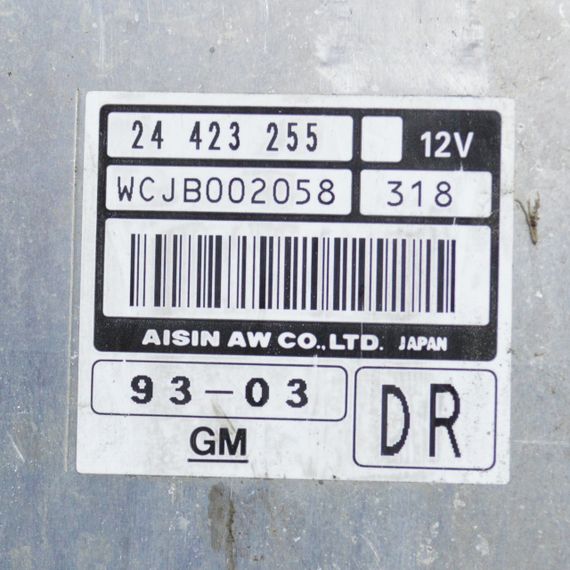 24 423 255 12V
WCJB002058 318
AISIN AW CO.,LTD. JAPAN
93-03 DR
GM